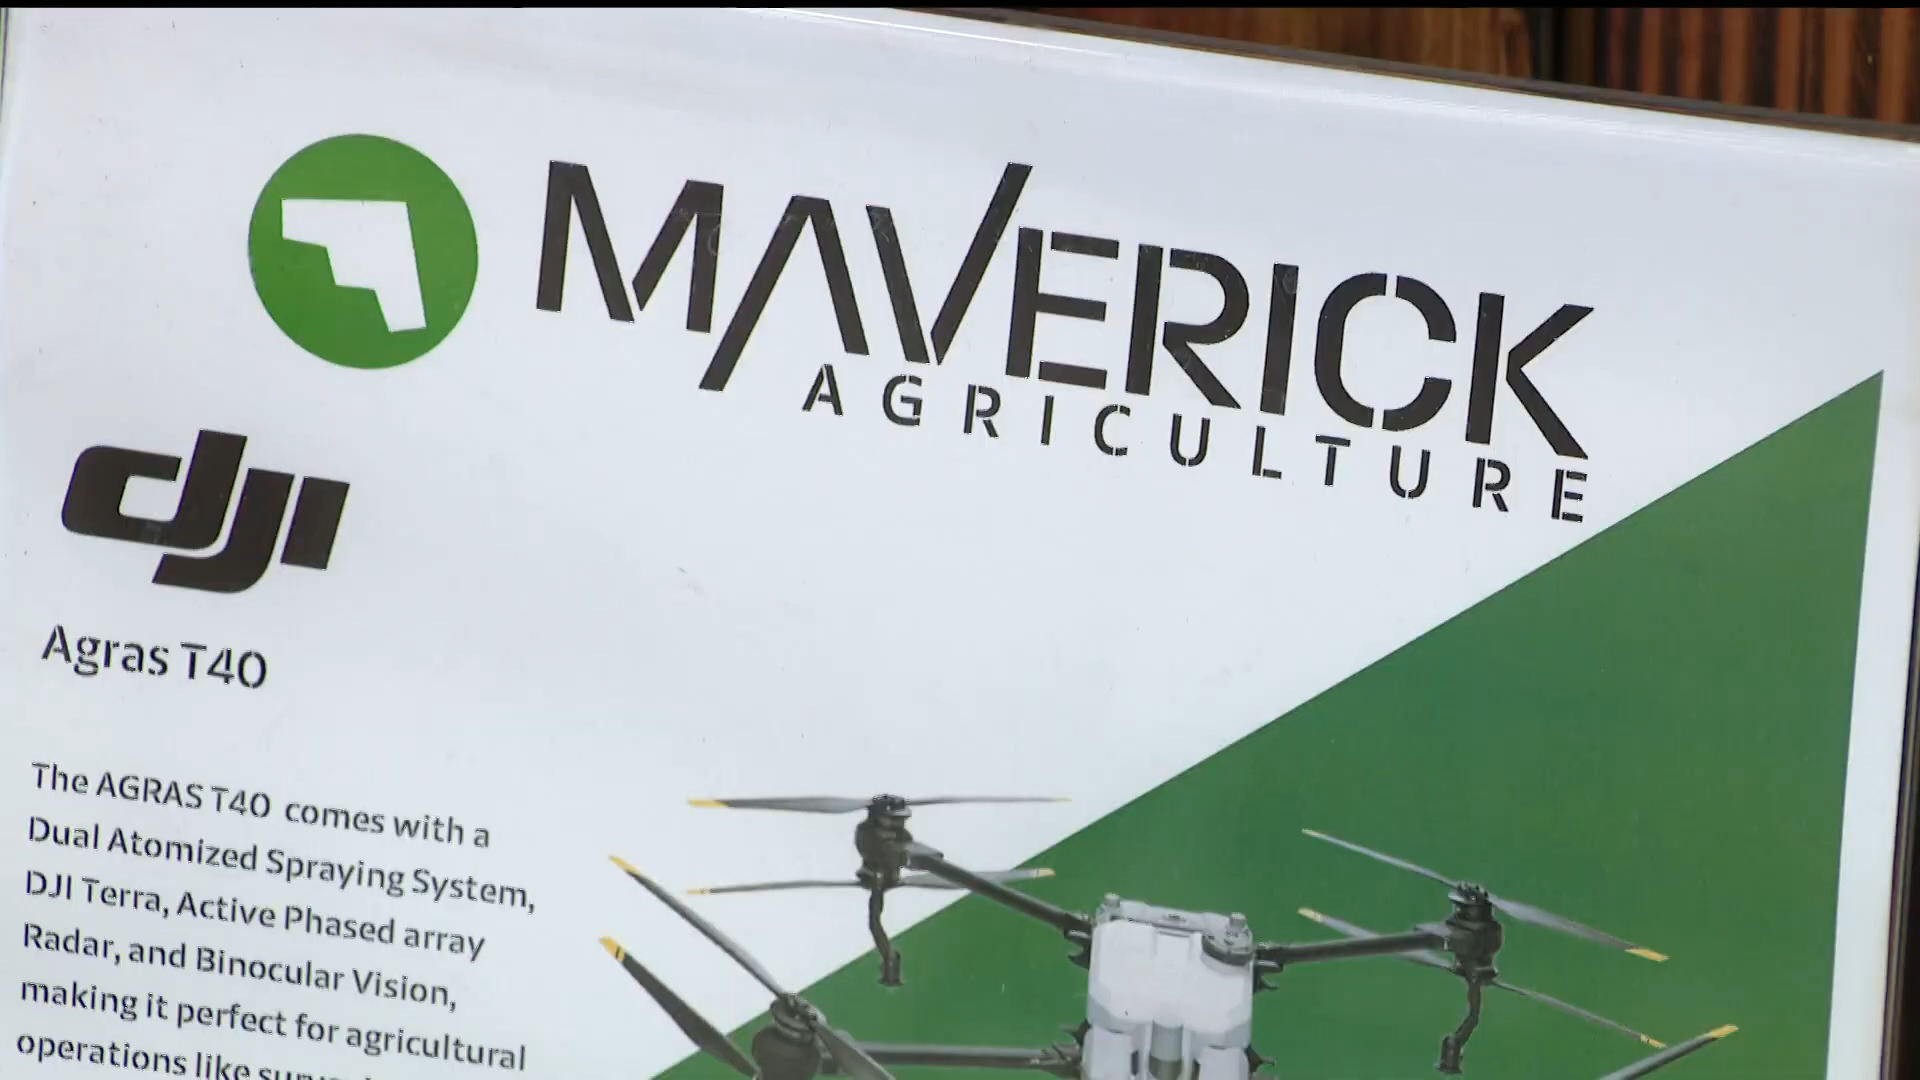 MAVERICK
AGRICULTURE
dji
Agras T40
The AGRAS T40 comes with a
Dual Atomized Spraying System,
DJI Terra, Active Phased array
Radar, and Binocular Vision,
making it perfect for agricultural
operations like